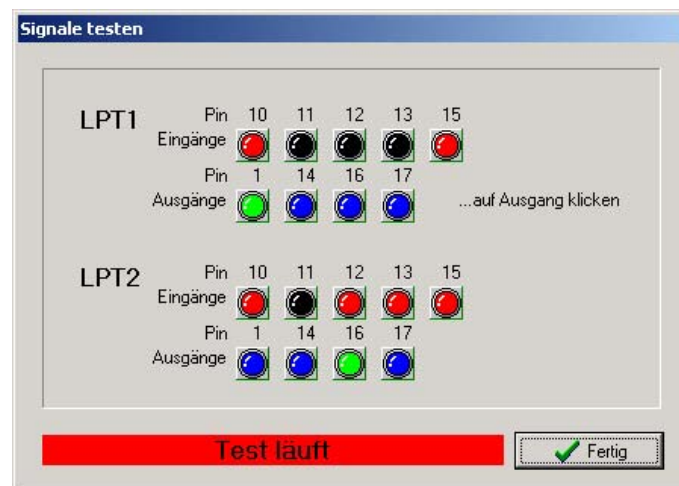 Signale testen
LPT1 Pin 10 11 12 13 15
Eingänge
Pin 1 14 16 17
Ausgänge ...auf Ausgang klicken
LPT2 Pin 10 11 12 13 15
Eingänge
Pin 1 14 16 17
Ausgänge
Test läuft
Fertig